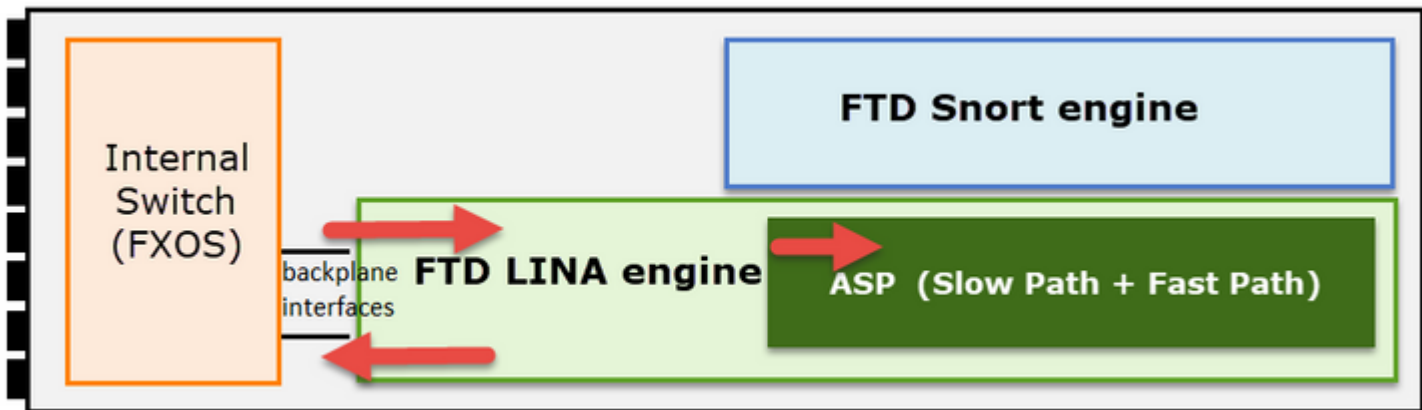 Internal
Switch
(FXOS)
FTD Snort engine
backplane
interfaces
FTD LINA engine
ASP (Slow Path + Fast Path)